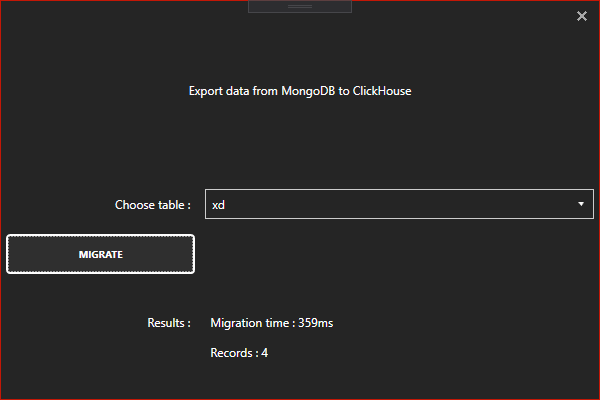 Export data from MongoDB to ClickHouse
Choose table :
xd
MIGRATE
Results :
Migration time : 359ms
Records : 4